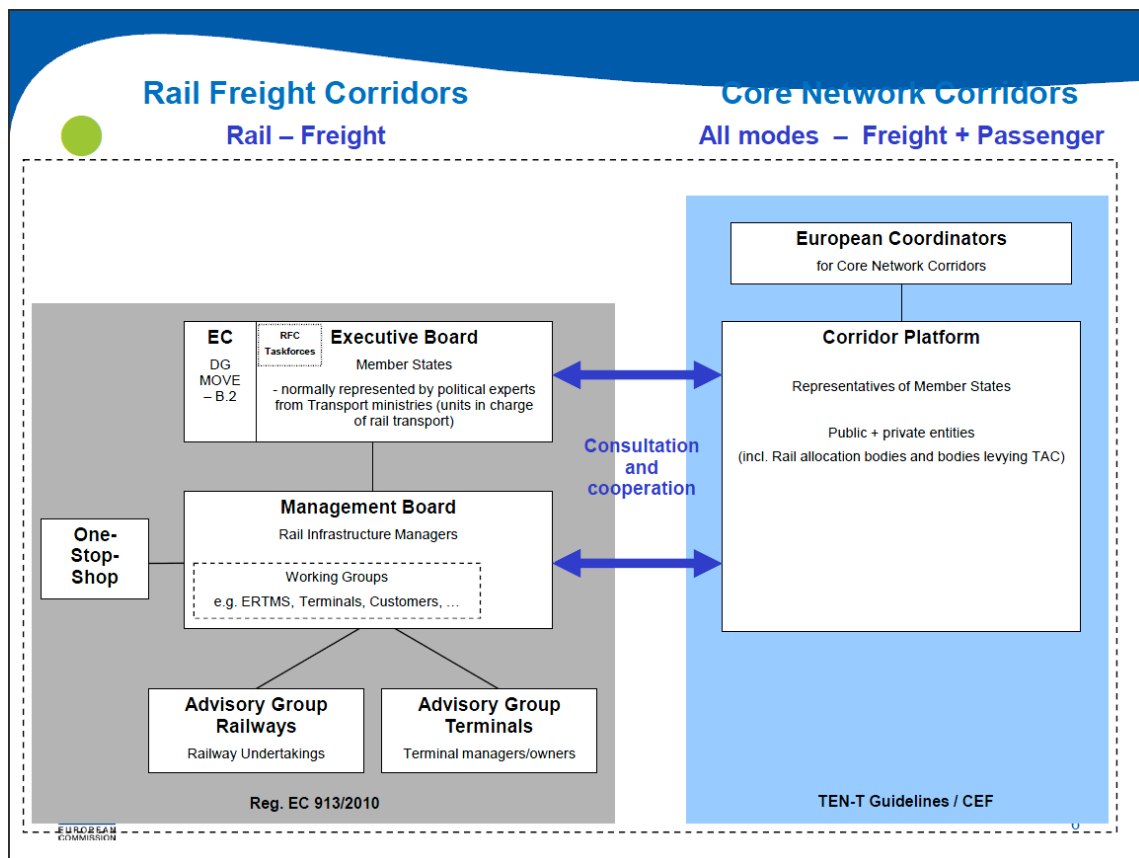 Rail Freight Corridors
Rail – Freight
Core Network Corridors
All modes – Freight + Passenger
European Coordinators
for Core Network Corridors
EC
DG
MOVE
– B.2
RFC
Taskforces
Executive Board
Member States
- normally represented by political experts
from Transport ministries (units in charge
of rail transport)
Corridor Platform
Representatives of Member States
Public + private entities
(incl. Rail allocation bodies and bodies levying TAC)
Consultation
and
cooperation
One-
Stop-
Shop
Management Board
Rail Infrastructure Managers
Working Groups
e.g. ERTMS, Terminals, Customers, …
Advisory Group
Railways
Railway Undertakings
Advisory Group
Terminals
Terminal managers/owners
Reg. EC 913/2010
TEN-T Guidelines / CEF
EUROPEAN
COMMISSION